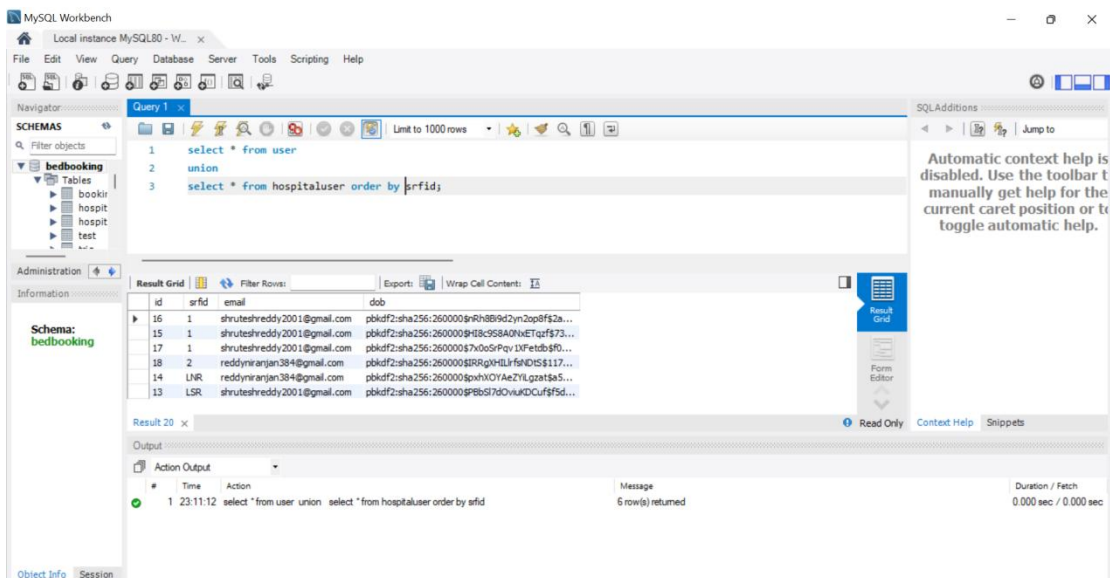 MySQL Workbench
Local instance MySQL80 - W... ×
File Edit View Query Database Server Tools Scripting Help
Navigator
Query 1 ×
SQLAdditions
SCHEMAS
Limit to 1000 rows
Jump to
Filter objects
bedbooking
Tables
bookir
hospit
hospit
test
1 select * from user
2 union
3 select * from hospitaluser order by srfid;
Automatic context help is
disabled. Use the toolbar t
manually get help for the
current caret position or to
toggle automatic help.
Administration
Information
Schema:
bedbooking
Result Grid Filter Rows: Export: Wrap Cell Content:
id srfid email dob
16 1 shruteshreddy2001@gmail.com pbkdf2:sha256:260000$nRh8Bi9d2yn2op8f$2a...
15 1 shruteshreddy2001@gmail.com pbkdf2:sha256:260000$HI8c9S8A0NxETqzf$73...
17 1 shruteshreddy2001@gmail.com pbkdf2:sha256:260000$7x0oSrPqv1XFetdb$f0...
18 2 reddyniranjan384@gmail.com pbkdf2:sha256:260000$IRRgXHILlrfsNDtS$117...
14 LNR reddyniranjan384@gmail.com pbkdf2:sha256:260000$pxhXOYAeZYiLgzat$a5...
13 LSR shruteshreddy2001@gmail.com pbkdf2:sha256:260000$PBbSl7dOviuKDCuf$f5d...
Result Grid
Form Editor
Result 20 ×
Read Only
Context Help Snippets
Output
Action Output
# Time Action Message Duration / Fetch
1 23:11:12 select * from user union select * from hospitaluser order by srfid 6 row(s) returned 0.000 sec / 0.000 sec
Object Info Session